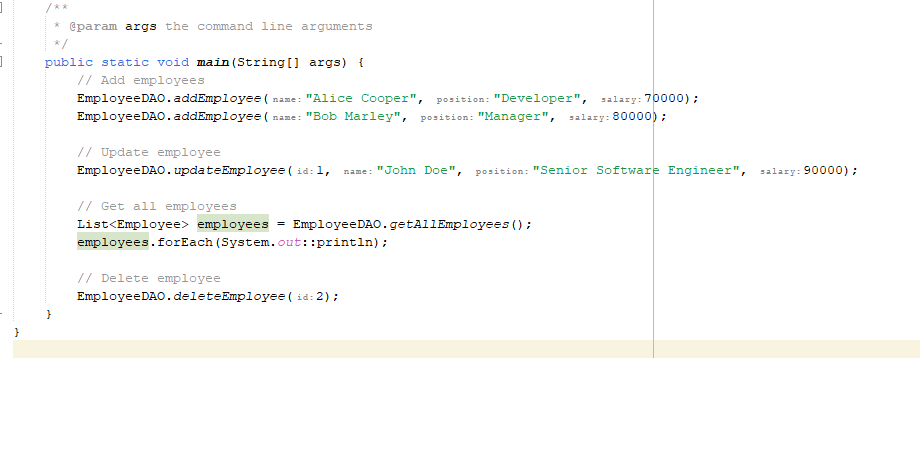 /**
* @param args the command line arguments
*/
public static void main(String[] args) {
// Add employees
EmployeeDAO.addEmployee( name: "Alice Cooper", position: "Developer", salary: 70000);
EmployeeDAO.addEmployee( name: "Bob Marley", position: "Manager", salary: 80000);
// Update employee
EmployeeDAO.updateEmployee( id: 1, name: "John Doe", position: "Senior Software Engineer", salary: 90000);
// Get all employees
List<Employee> employees = EmployeeDAO.getAllEmployees();
employees.forEach(System.out::println);
// Delete employee
EmployeeDAO.deleteEmployee( id: 2);
}
}